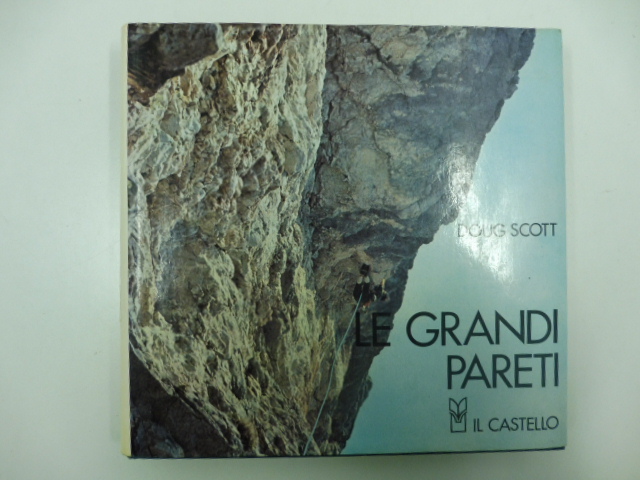 DOUG SCOTT
LE GRANDI
PARETI
IL CASTELLO